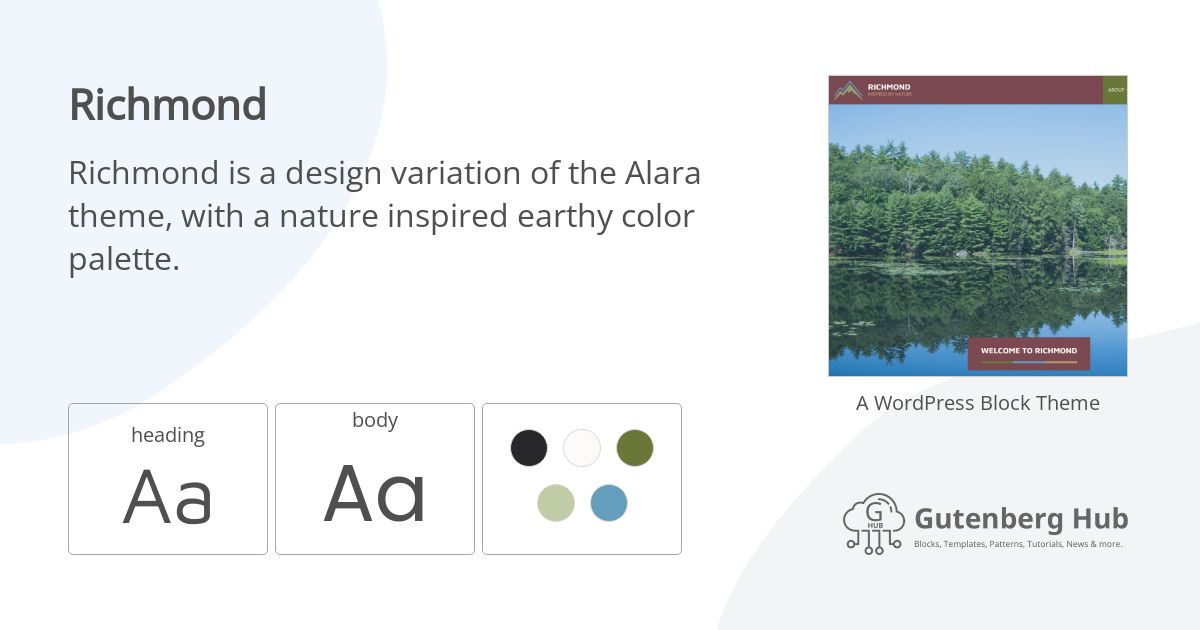 Richmond
Richmond is a design variation of the Alara
theme, with a nature inspired earthy color
palette.
heading
Aa
body
Aa
RICHMOND
INSPIRED BY NATURE
ABOUT
WELCOME TO RICHMOND
A WordPress Block Theme
G
HUB
Gutenberg Hub
Blocks, Templates, Patterns, Tutorials, News & more.